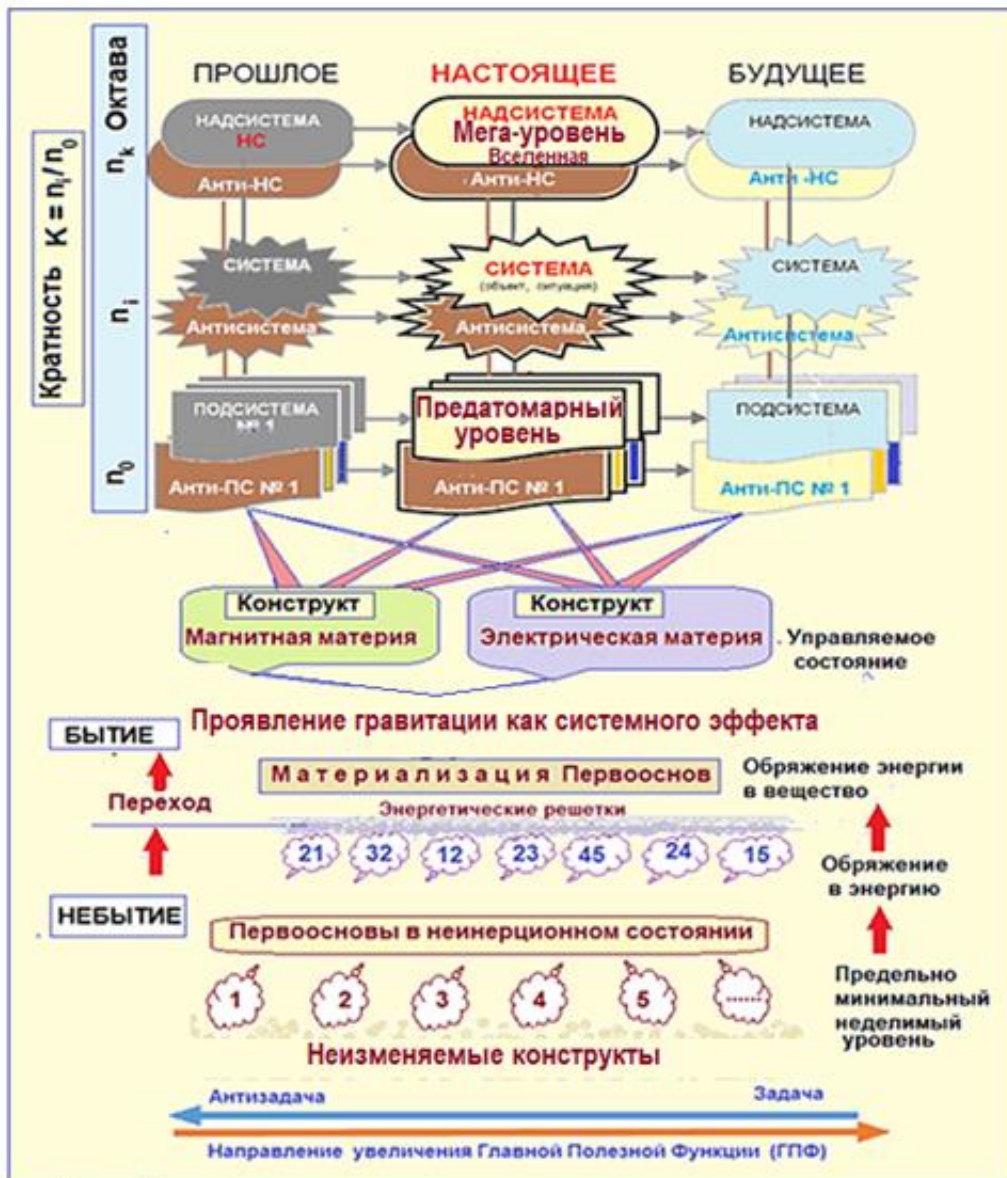 Кратность K = nᵢ/ n₀
Октава
nₖ
nᵢ
n₀
ПРОШЛОЕ
НАСТОЯЩЕЕ
БУДУЩЕЕ
НАДСИСТЕМА
НС
Анти-НС
НАДСИСТЕМА
Мега-уровень
Вселенная
Анти-НС
НАДСИСТЕМА
Анти -НС
СИСТЕМА
Антисистема
СИСТЕМА
(объект, ситуация)
Антисистема
СИСТЕМА
Антисистема
ПОДСИСТЕМА
№ 1
Анти-ПС № 1
Предатомарный
уровень
Анти-ПС № 1
ПОДСИСТЕМА
Анти-ПС № 1
Конструкт
Магнитная материя
Конструкт
Электрическая материя
Управляемое
состояние
Проявление гравитации как системного эффекта
БЫТИЕ
Материализация Первооснов
Обряжение энергии
в вещество
Переход
Энергетические решетки
21 32 12 23 45 24 15
Обряжение
в энергию
НЕБЫТИЕ
Первоосновы в неинерционном состоянии
1 2 3 4 5 ......
Предельно
минимальный
неделимый
уровень
Неизменяемые конструкты
Антизадача
Задача
Направление увеличения Главной Полезной Функции (ГПФ)